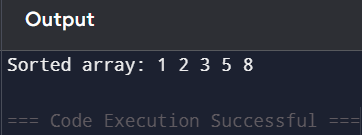 Output
Sorted array: 1 2 3 5 8
=== Code Execution Successful ===